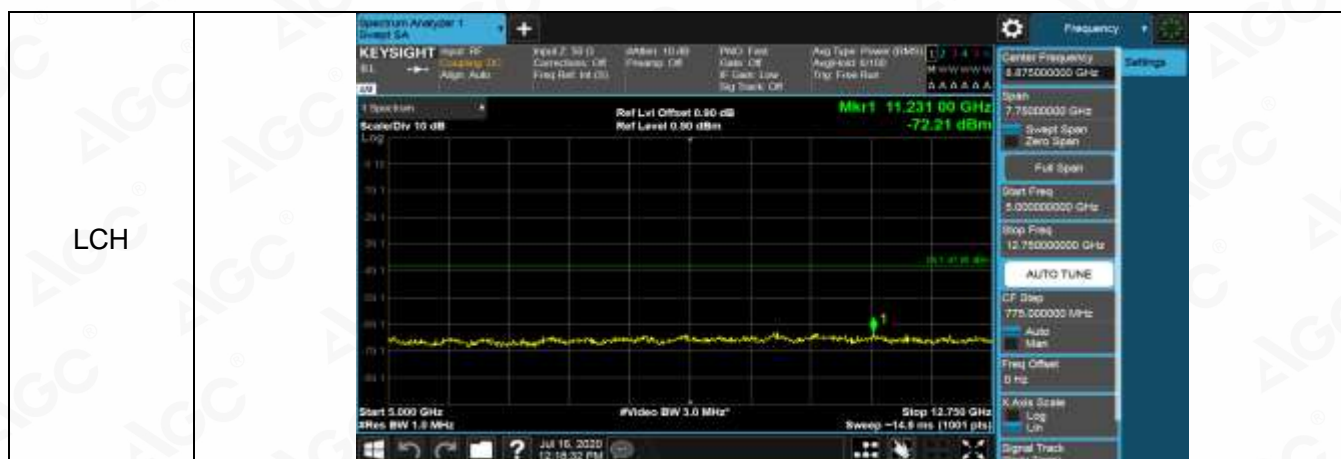 LCH
Spectrum Analyzer 1
Swept SA
+
Frequency
KEYSIGHT
Input: RF
Coupling: DC
Align: Auto
Input Z: 50 Ω
Corrections: Off
Freq Ref: Int (S)
#Atten: 10 dB
Preamp: Off
PNO: Fast
Gate: Off
IF Gain: Low
Sig Track: Off
Avg Type: Power (RMS)
Trig: Free Run
1 Spectrum
Scale/Div 10 dB
Log
Ref Lvl Offset 0.90 dB
Ref Level 0.90 dBm
Mkr1 11.231 00 GHz
-72.21 dBm
1
Start 5.000 GHz
#Res BW 1.0 MHz
#Video BW 3.0 MHz*
Stop 12.750 GHz
Sweep ~14.8 ms (1001 pts)
?
Jul 16, 2020
12:18:32 PM
Center Frequency
8.875000000 GHz
Settings
Span
7.75000000 GHz
Swept Span
Zero Span
Full Span
Start Freq
5.000000000 GHz
Stop Freq
12.750000000 GHz
AUTO TUNE
CF Step
775.000000 MHz
Auto
Man
Freq Offset
0 Hz
X Axis Scale
Log
Lin
Signal Track
AGC